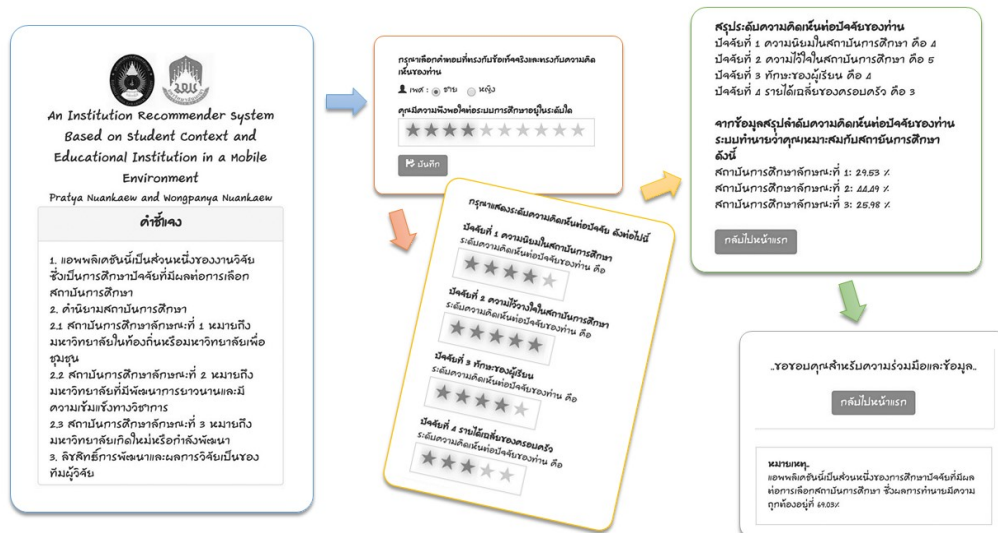 An Institution Recommender System
Based on Student Context and
Educational Institution in a Mobile
Environment
Pratya Nuankaew and Wongpanya Nuankaew
คำชี้แจง
1. แอพพลิเคชันนี้เป็นส่วนหนึ่งของงานวิจัย
ซึ่งเป็นการศึกษาปัจจัยที่มีผลต่อการเลือก
สถาบันการศึกษา
2. คำนิยามสถาบันการศึกษา
2.1 สถาบันการศึกษาลักษณะที่ 1 หมายถึง
มหาวิทยาลัยในท้องถิ่นหรือมหาวิทยาลัยเพื่อ
ชุมชน
2.2 สถาบันการศึกษาลักษณะที่ 2 หมายถึง
มหาวิทยาลัยที่มีพัฒนาการยาวนานและมี
ความเข้มแข็งทางวิชาการ
2.3 สถาบันการศึกษาลักษณะที่ 3 หมายถึง
มหาวิทยาลัยเกิดใหม่หรือกำลังพัฒนา
3. ลิขสิทธิ์การพัฒนาและผลการวิจัยเป็นของ
ทีมผู้วิจัย
กรุณาเลือกคำตอบที่ตรงกับข้อเท็จจริงและตรงกับความคิด
เห็นของท่าน
เพศ : ชาย หญิง
คุณมีความพึงพอใจต่อระบบการศึกษาอยู่ในระดับใด
บันทึก
กรุณาแสดงระดับความคิดเห็นต่อปัจจัย ดังต่อไปนี้
ปัจจัยที่ 1 ความนิยมในสถาบันการศึกษา
ระดับความคิดเห็นต่อปัจจัยของท่าน คือ
ปัจจัยที่ 2 ความไว้วางใจในสถาบันการศึกษา
ระดับความคิดเห็นต่อปัจจัยของท่าน คือ
ปัจจัยที่ 3 ทักษะของผู้เรียน
ระดับความคิดเห็นต่อปัจจัยของท่าน คือ
ปัจจัยที่ 4 รายได้เฉลี่ยของครอบครัว
ระดับความคิดเห็นต่อปัจจัยของท่าน คือ
สรุประดับความคิดเห็นต่อปัจจัยของท่าน
ปัจจัยที่ 1 ความนิยมในสถาบันการศึกษา คือ 4
ปัจจัยที่ 2 ความไว้ใจในสถาบันการศึกษา คือ 5
ปัจจัยที่ 3 ทักษะของผู้เรียน คือ 4
ปัจจัยที่ 4 รายได้เฉลี่ยของครอบครัว คือ 3
จากข้อมูลสรุปลำดับความคิดเห็นต่อปัจจัยของท่าน
ระบบทำนายว่าคุณเหมาะสมกับสถาบันการศึกษา
ดังนี้
สถาบันการศึกษาลักษณะที่ 1: 29.53 %
สถาบันการศึกษาลักษณะที่ 2: 44.49 %
สถาบันการศึกษาลักษณะที่ 3: 25.98 %
กลับไปหน้าแรก
..ขอขอบคุณสำหรับความร่วมมือและข้อมูล..
กลับไปหน้าแรก
หมายเหตุ..
แอพพลิเคชันนี้เป็นส่วนหนึ่งของการศึกษาปัจจัยที่มีผล
ต่อการเลือกสถาบันการศึกษา ซึ่งผลการทำนายมีความ
ถูกต้องอยู่ที่ 69.03%